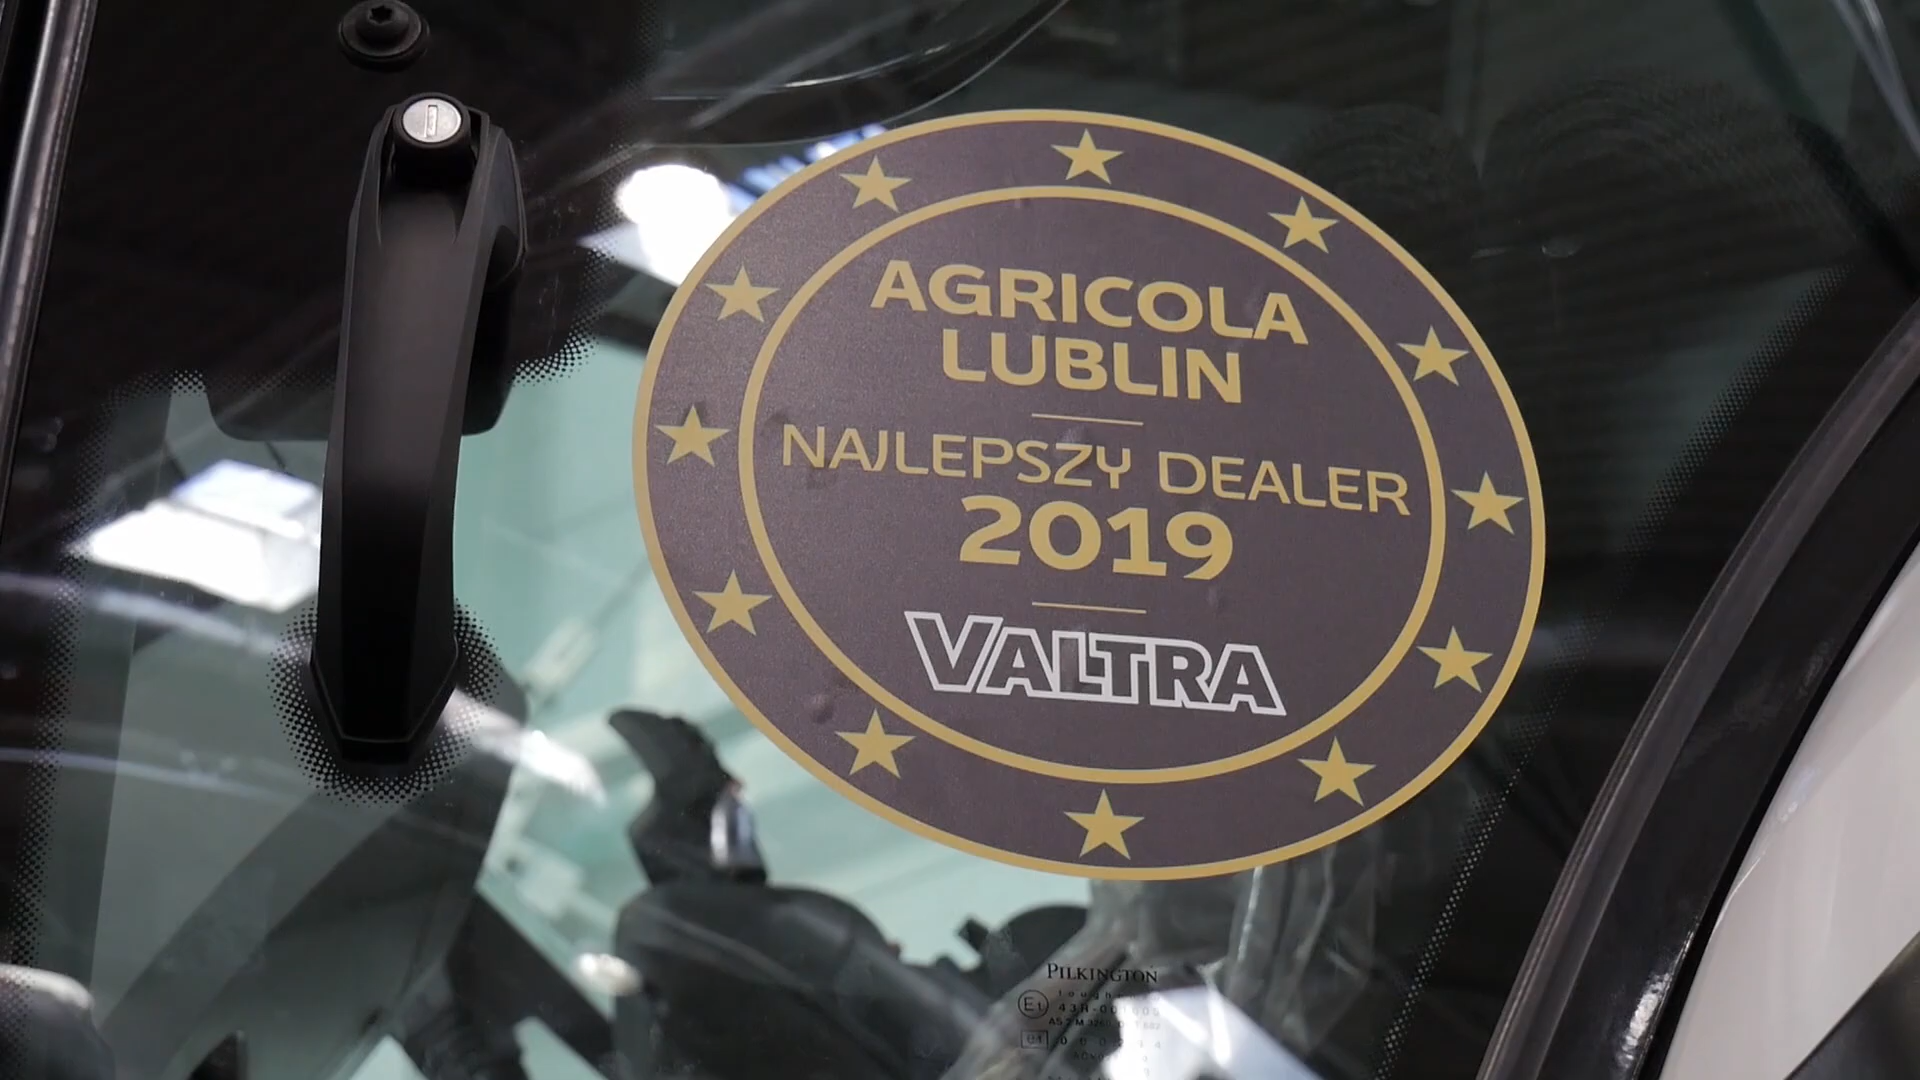 AGRICOLA
LUBLIN
NAJLEPSZY DEALER
2019
VALTRA
PILKINGTON